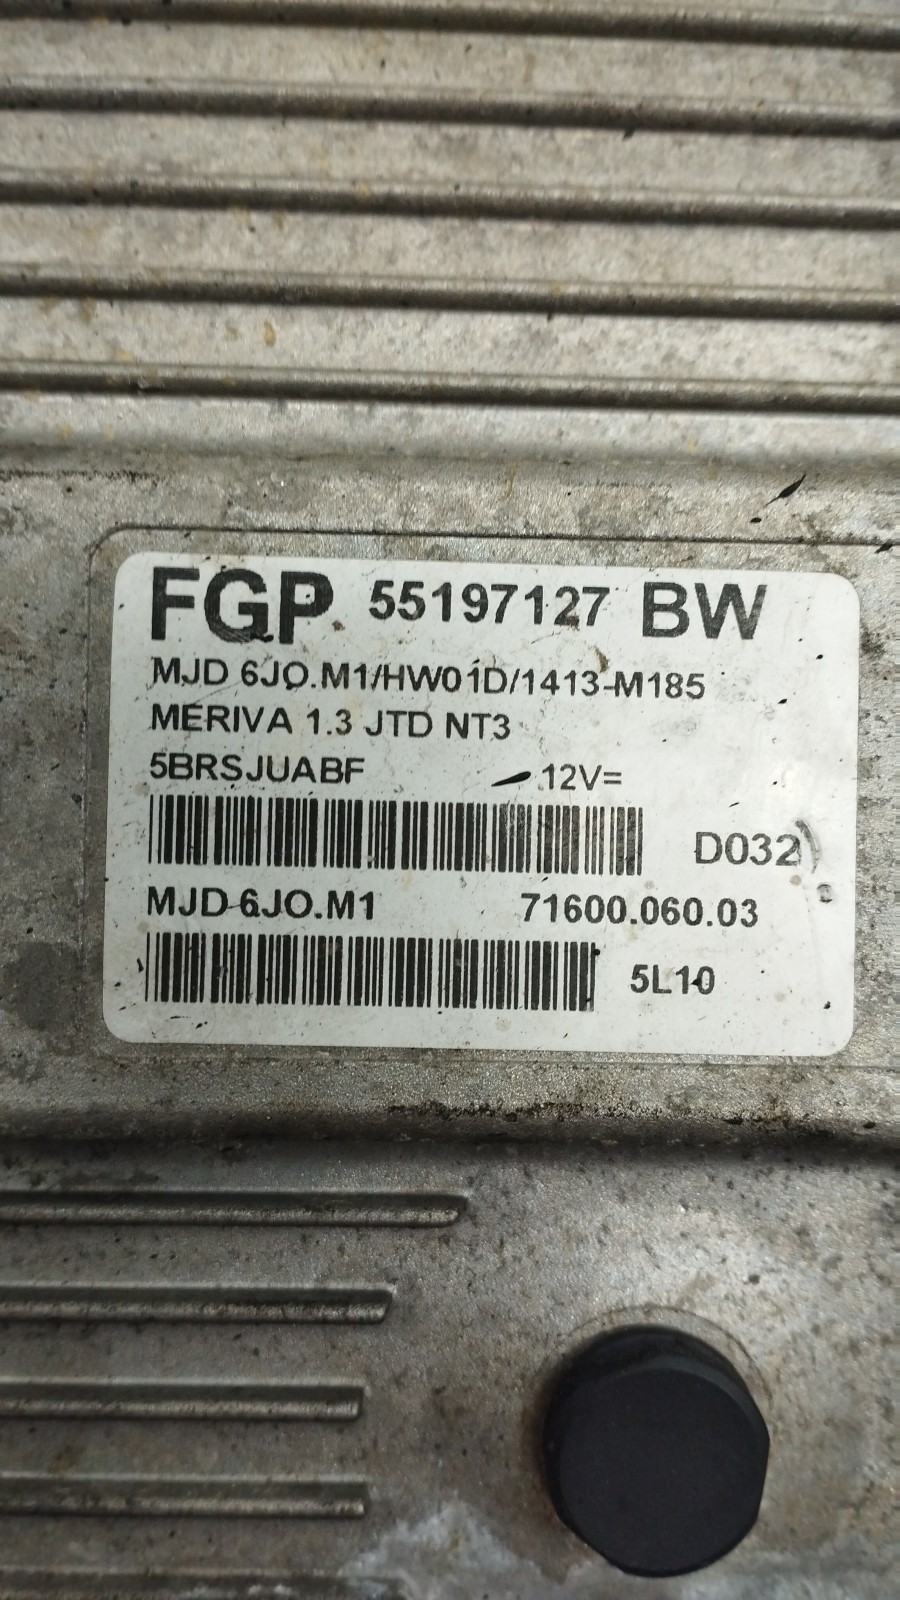 FGP 55197127 BW
MJD 6JO.M1/HW01D/1413-M185
MERIVA 1.3 JTD NT3
5BRSJUABF 12V=
D032
MJD 6JO.M1 71600.060.03
5L10